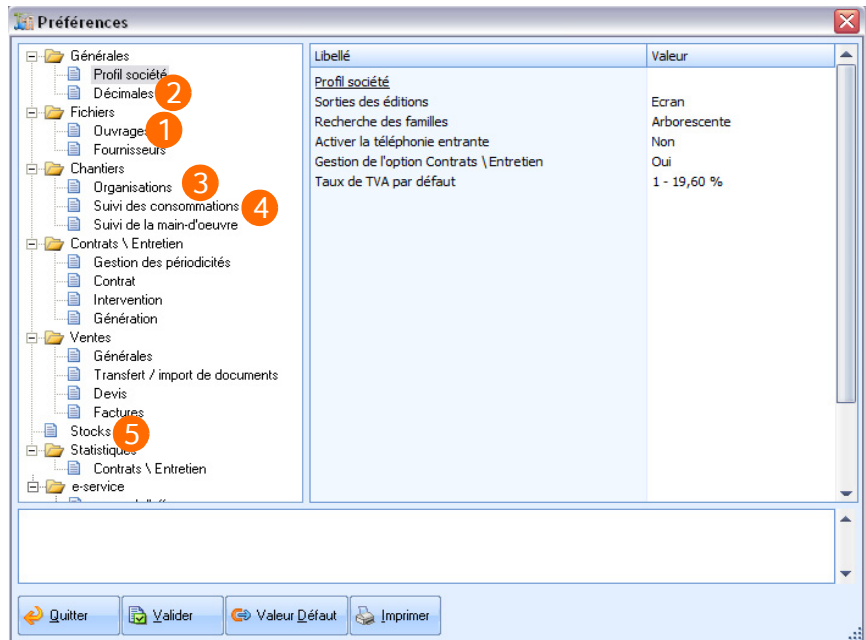 Préférences
Générales
Profil société
Décimales 2
Fichiers
Ouvrages 1
Fournisseurs
Chantiers
Organisations 3
Suivi des consommations 4
Suivi de la main-d'oeuvre
Contrats \ Entretien
Gestion des périodicités
Contrat
Intervention
Génération
Ventes
Générales
Transfert / import de documents
Devis
Factures
Stocks 5
Statistiques
Contrats \ Entretien
e-service
Libellé Valeur
Profil société
Sorties des éditions Ecran
Recherche des familles Arborescente
Activer la téléphonie entrante Non
Gestion de l'option Contrats \ Entretien Oui
Taux de TVA par défaut 1 - 19,60 %
Quitter Valider Valeur Défaut Imprimer